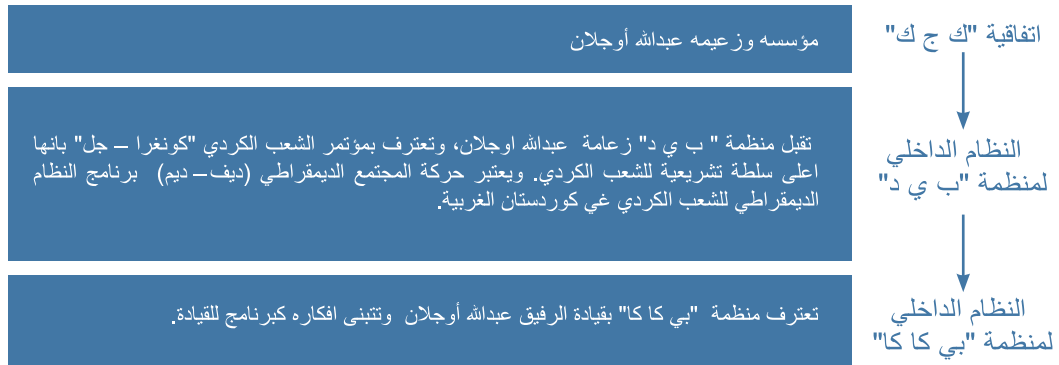 اتفاقية "ك ج ك"
مؤسسه وزعيمه عبدالله أوجلان
النظام الداخلي
لمنظمة "ب ي د"
تقبل منظمة " ب ي د" زعامة عبدالله اوجلان، وتعترف بمؤتمر الشعب الكردي "كونغرا – جل" بانها
اعلى سلطة تشريعية للشعب الكردي. ويعتبر حركة المجتمع الديمقراطي (ديف – ديم) برنامج النظام
الديمقراطي للشعب الكردي غي كوردستان الغربية.
النظام الداخلي
لمنظمة "بي كا كا"
تعترف منظمة "بي كا كا" بقيادة الرفيق عبدالله أوجلان وتتبنى افكاره كبرنامج للقيادة.